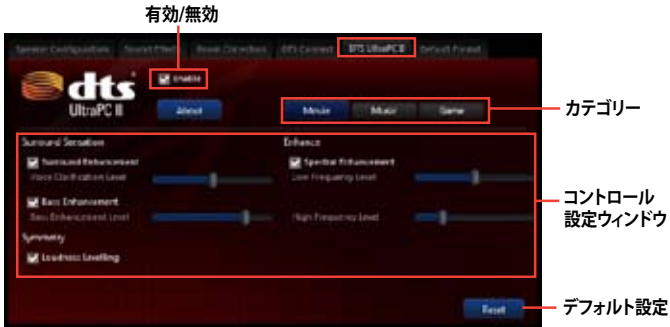 有効/無効
Speaker Configuration Sound Effect Room Correction DTS Connect DTS UltraPC II Default Format
dts
Enable
UltraPC II
About
Movie Music Game
カテゴリー
Surround Sensation
Enhance
Surround Enhancement
Spectral Enhancement
Voice Clarification Level
Low Frequency Level
コントロール
設定ウィンドウ
Bass Enhancement
Bass Enhancement Level
High Frequency Level
Symmetry
Loudness Levelling
Reset
デフォルト設定